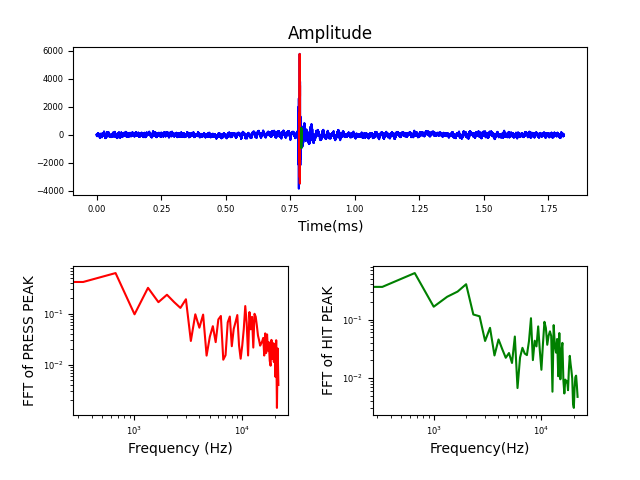 Amplitude
6000
4000
2000
0
−2000
−4000
0.00 0.25 0.50 0.75 1.00 1.25 1.50 1.75
Time(ms)
FFT of PRESS PEAK
10⁻¹
10⁻²
10³ 10⁴
Frequency (Hz)
FFT of HIT PEAK
10⁻¹
10⁻²
10³ 10⁴
Frequency(Hz)